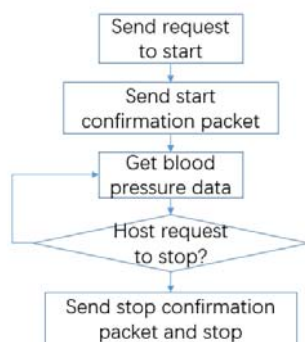 Send request
to start
Send start
confirmation packet
Get blood
pressure data
Host request
to stop?
Send stop confirmation
packet and stop